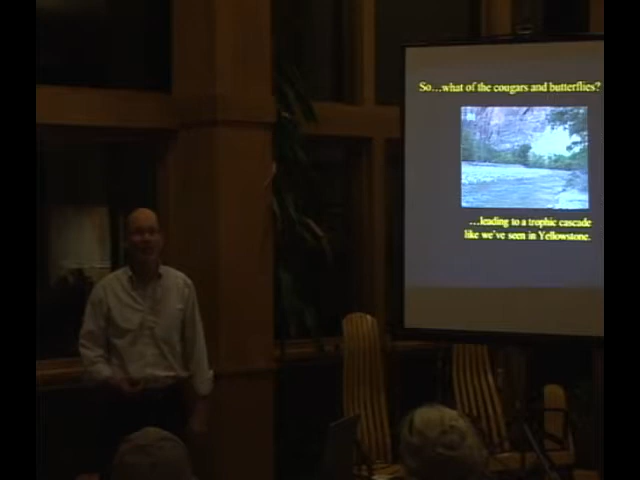 So...what of the cougars and butterflies?
...leading to a trophic cascade
like we've seen in Yellowstone.